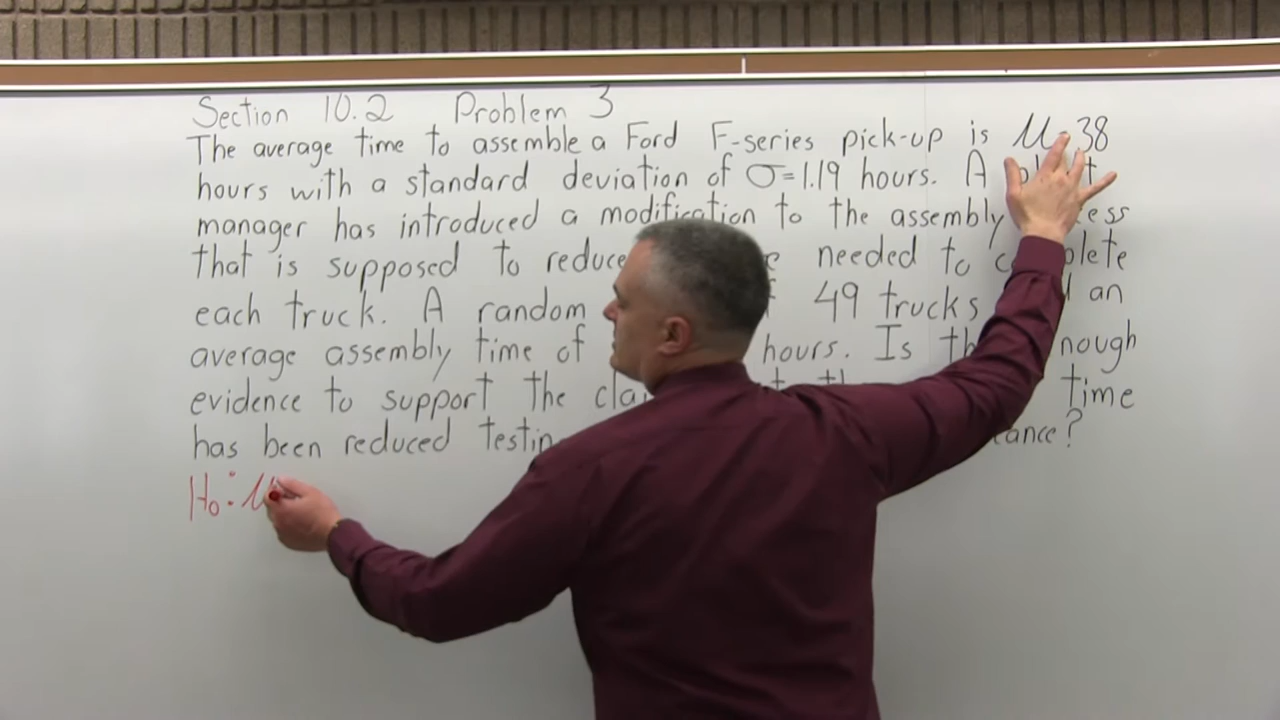 Section 10.2 Problem 3
The average time to assemble a Ford F-series pick-up is μ=38
hours with a standard deviation of σ=1.19 hours. A
manager has introduced a modification to the assembly
that is supposed to reduce needed to
each truck. A random 49 trucks an
average assembly time of hours. Is
evidence to support the time
has been reduced
H₀: μ